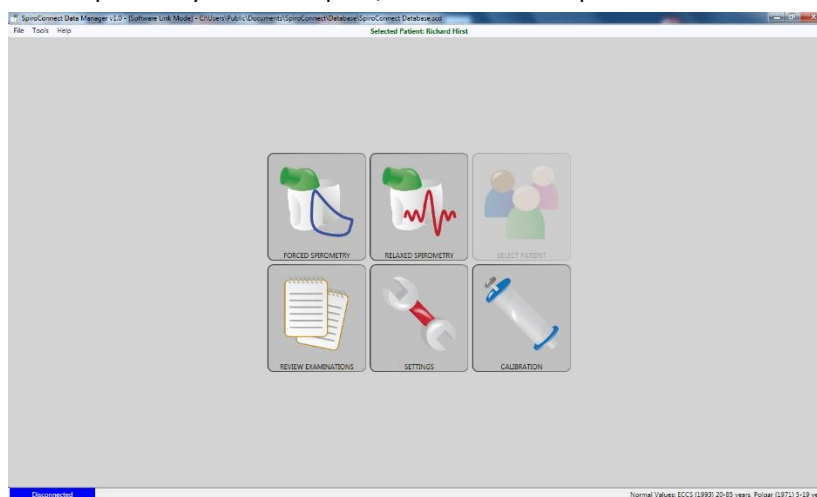 SpiroConnect Data Manager v1.0 - [Software Link Mode] - C:\Users\Public\Documents\SpiroConnect\Database\SpiroConnect Database.scd
File Tools Help
Selected Patient: Richard Hirst
FORCED SPIROMETRY
RELAXED SPIROMETRY
SELECT PATIENT
REVIEW EXAMINATIONS
SETTINGS
CALIBRATION
Disconnected
Normal Values: ECCS (1993) 20-85 years, Polgar (1971) 5-19 ye